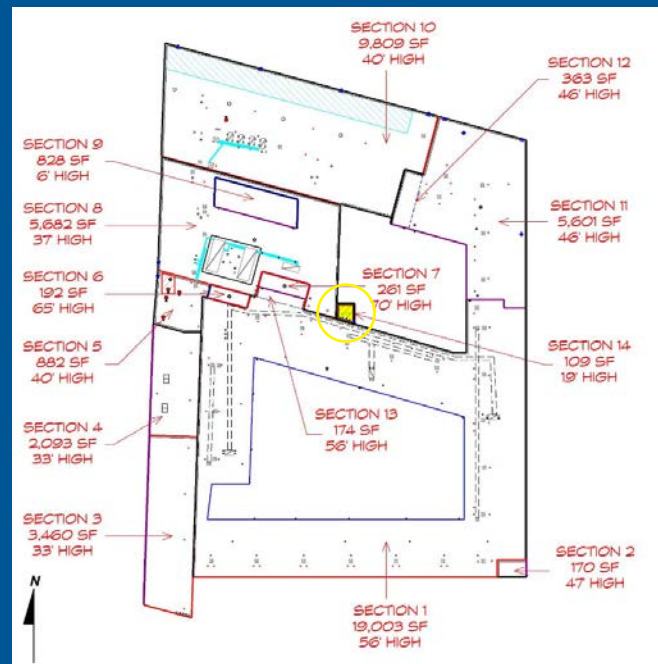 SECTION 10
9,809 SF
40' HIGH
SECTION 12
363 SF
46' HIGH
SECTION 9
828 SF
6' HIGH
SECTION 8
5,682 SF
37' HIGH
SECTION 11
5,601 SF
46' HIGH
SECTION 6
192 SF
65' HIGH
SECTION 7
261 SF
70' HIGH
SECTION 5
882 SF
40' HIGH
SECTION 14
109 SF
19' HIGH
SECTION 4
2,093 SF
33' HIGH
SECTION 13
174 SF
56' HIGH
SECTION 3
3,460 SF
33' HIGH
SECTION 2
170 SF
47 HIGH
N
SECTION 1
19,003 SF
56' HIGH